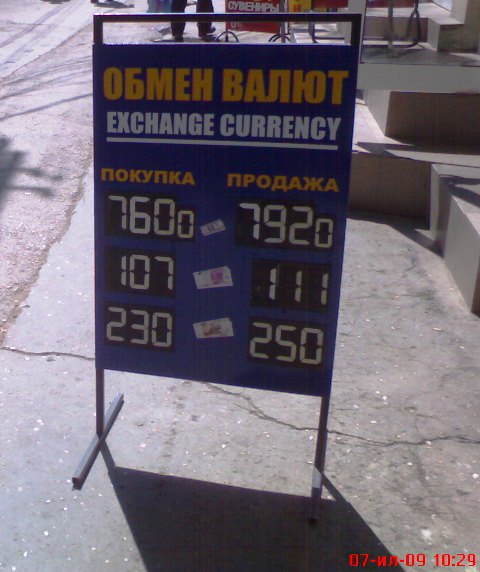 СУВЕНИРЫ
ОБМЕН ВАЛЮТ
EXCHANGE CURRENCY
ПОКУПКА ПРОДАЖА
7600 7920
107 111
230 250
07-ил-09 10:29